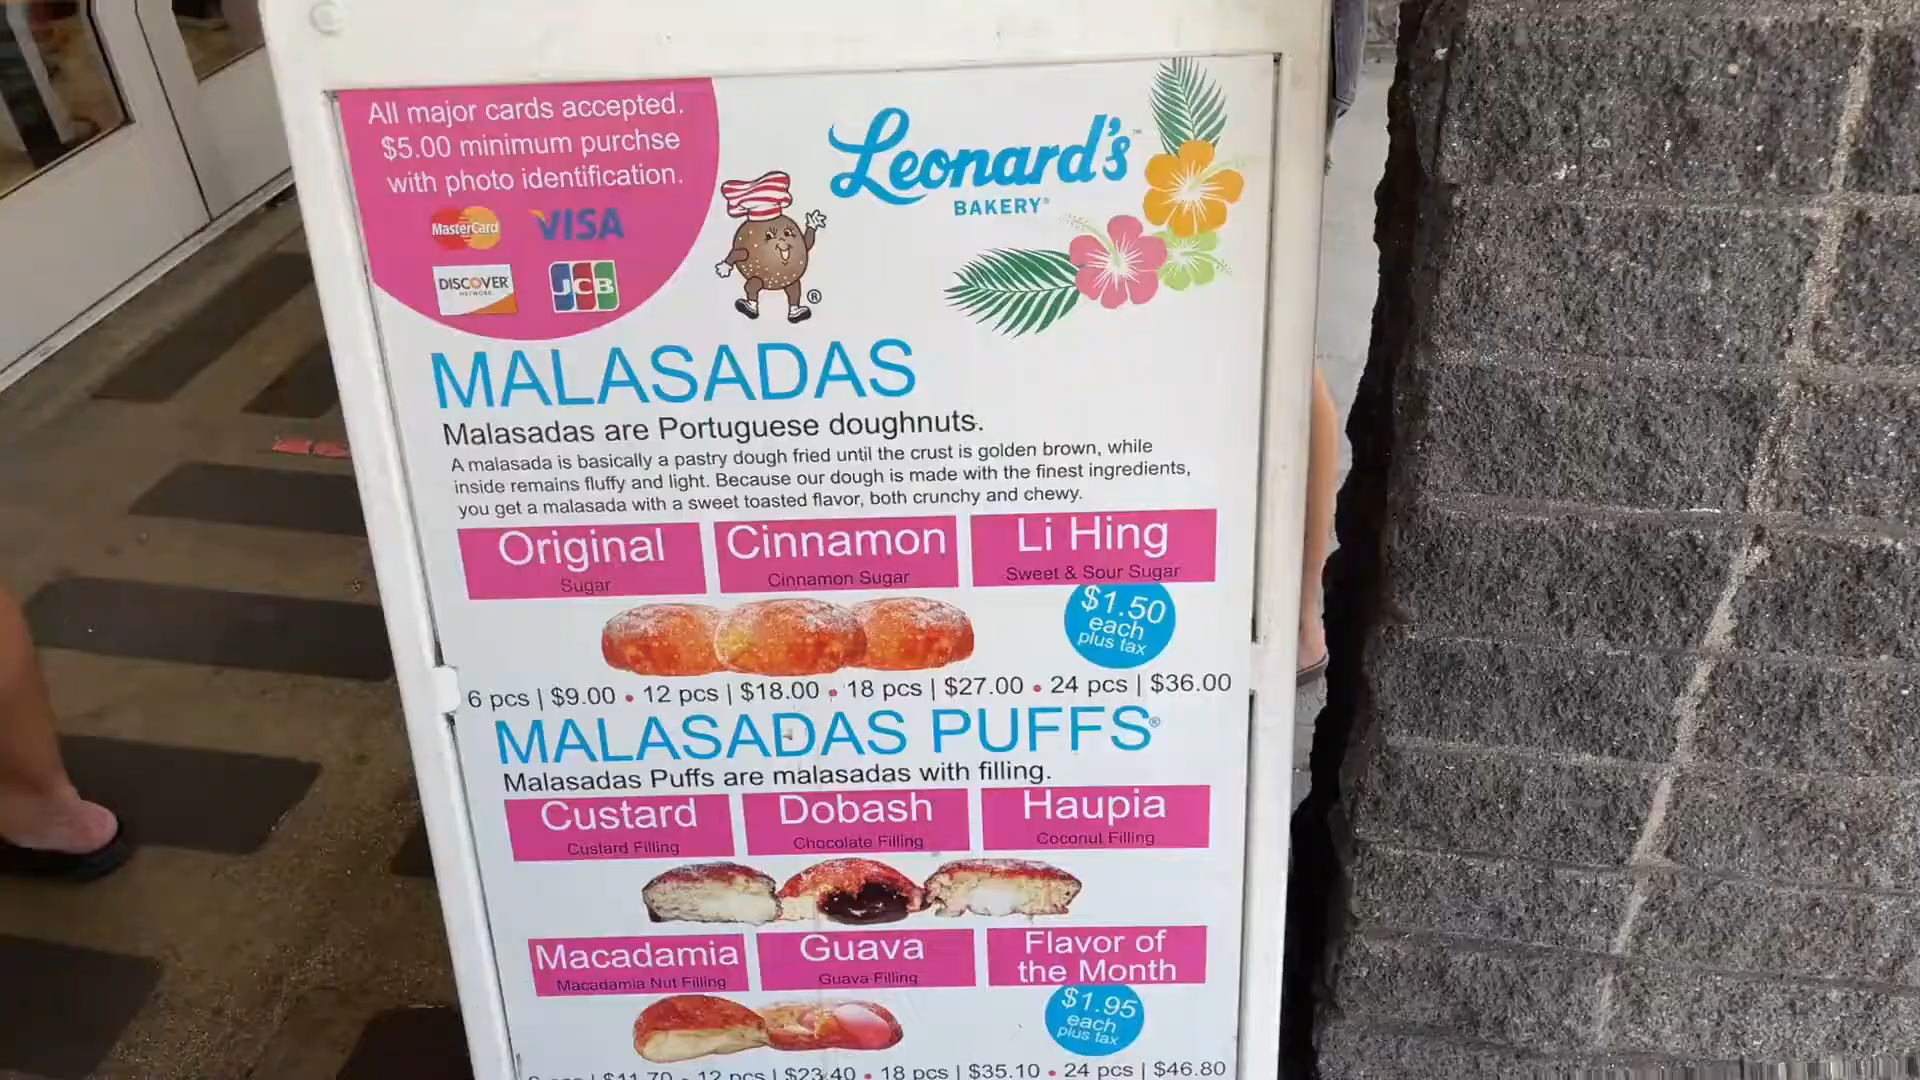 All major cards accepted.
$5.00 minimum purchse
with photo identification.
MasterCard VISA
DISCOVER
NETWORK
JCB
Leonard's™
BAKERY®
®
MALASADAS
Malasadas are Portuguese doughnuts.
A malasada is basically a pastry dough fried until the crust is golden brown, while
inside remains fluffy and light. Because our dough is made with the finest ingredients,
you get a malasada with a sweet toasted flavor, both crunchy and chewy.
Original
Sugar
Cinnamon
Cinnamon Sugar
Li Hing
Sweet & Sour Sugar
$1.50
each
plus tax
6 pcs | $9.00 • 12 pcs | $18.00 • 18 pcs | $27.00 • 24 pcs | $36.00
MALASADAS PUFFS®
Malasadas Puffs are malasadas with filling.
Custard
Custard Filling
Dobash
Chocolate Filling
Haupia
Coconut Filling
Macadamia
Macadamia Nut Filling
Guava
Guava Filling
Flavor of
the Month
$1.95
each
plus tax
pcs | $11.70 • 12 pcs | $23.40 • 18 pcs | $35.10 • 24 pcs | $46.80